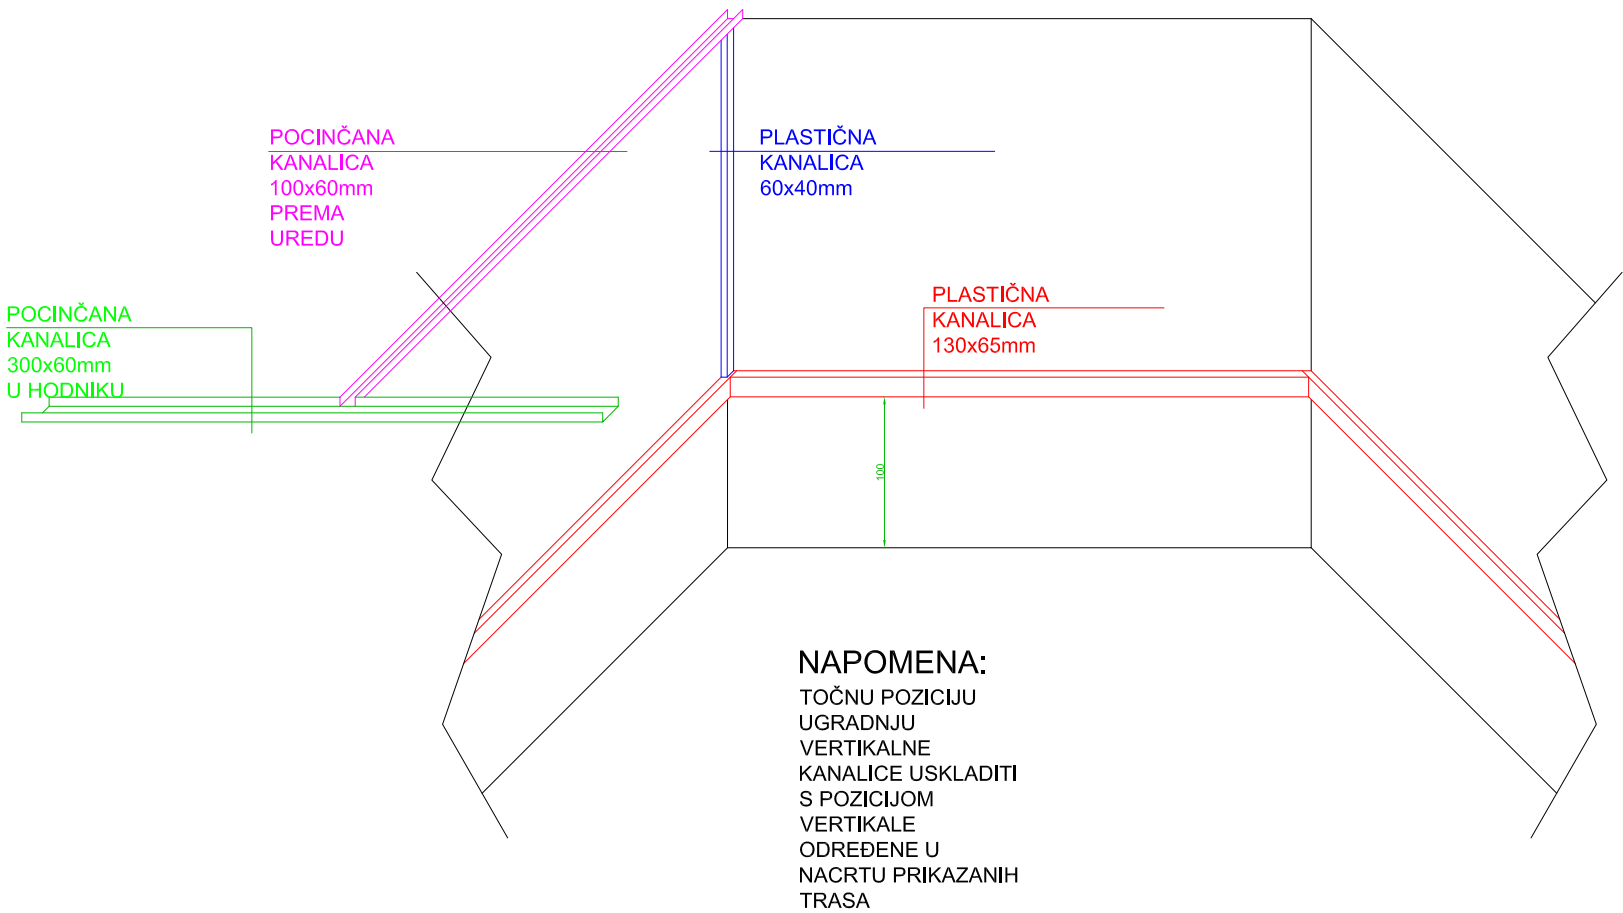 POCINČANA
KANALICA
100x60mm
PREMA
UREDU
PLASTIČNA
KANALICA
60x40mm
POCINČANA
KANALICA
300x60mm
U HODNIKU
PLASTIČNA
KANALICA
130x65mm
100
NAPOMENA:
TOČNU POZICIJU
UGRADNJU
VERTIKALNE
KANALICE USKLADITI
S POZICIJOM
VERTIKALE
ODREĐENE U
NACRTU PRIKAZANIH
TRASA